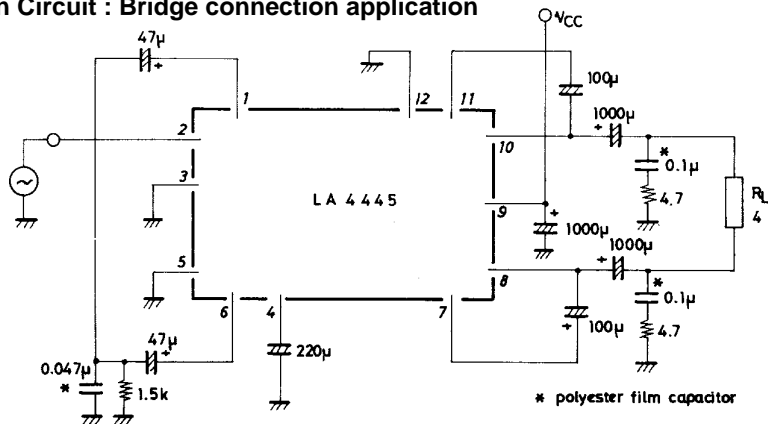 n Circuit : Bridge connection application
VCC
47µ
+
1
12
11
100µ
1000µ
+
2
10
*
0.1µ
4.7
RL
4
3
LA4445
9
+
1000µ
1000µ
+
5
8
*
0.1µ
4.7
6
4
7
+
100µ
47µ
+
0.047µ
*
1.5k
220µ
* polyester film capacitor